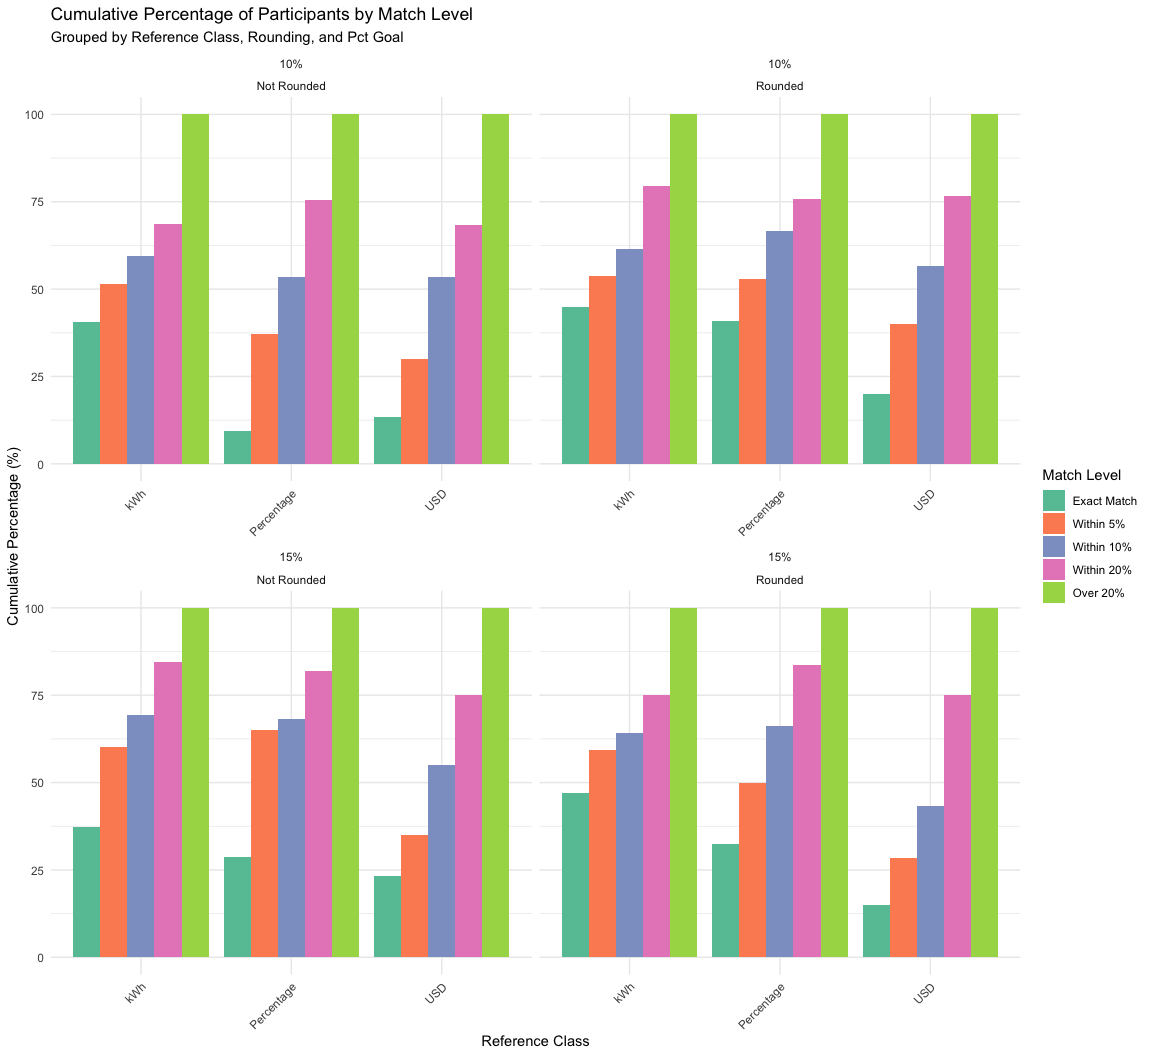 Cumulative Percentage of Participants by Match Level
Grouped by Reference Class, Rounding, and Pct Goal
10%
Not Rounded
10%
Rounded
100
75
50
25
0
kWh
Percentage
USD
kWh
Percentage
USD
15%
Not Rounded
15%
Rounded
100
75
50
25
0
kWh
Percentage
USD
kWh
Percentage
USD
Reference Class
Cumulative Percentage (%)
Match Level
Exact Match
Within 5%
Within 10%
Within 20%
Over 20%